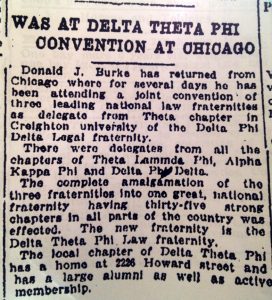 WAS AT DELTA THETA PHI
CONVENTION AT CHICAGO
Donald J. Burke has returned from
Chicago where for several days he has
been attending a joint convention of
three leading national law fraternities
as delegate from Theta chapter in
Creighton university of the Delta Phi
Delta Legal fraternity.
There were delegates from all the
chapters of Theta Lammda Phi, Alpha
Kappa Phi and Delta Phi Delta.
The complete amalgamation of the
three fraternities into one great, national
fraternity having thirty-five strong
chapters in all parts of the country was
effected. The new fraternity is the
Delta Theta Phi Law fraternity.
The local chapter of Delta Theta Phi
has a home at 2226 Howard street and
has a large alumni as well as active
membership.